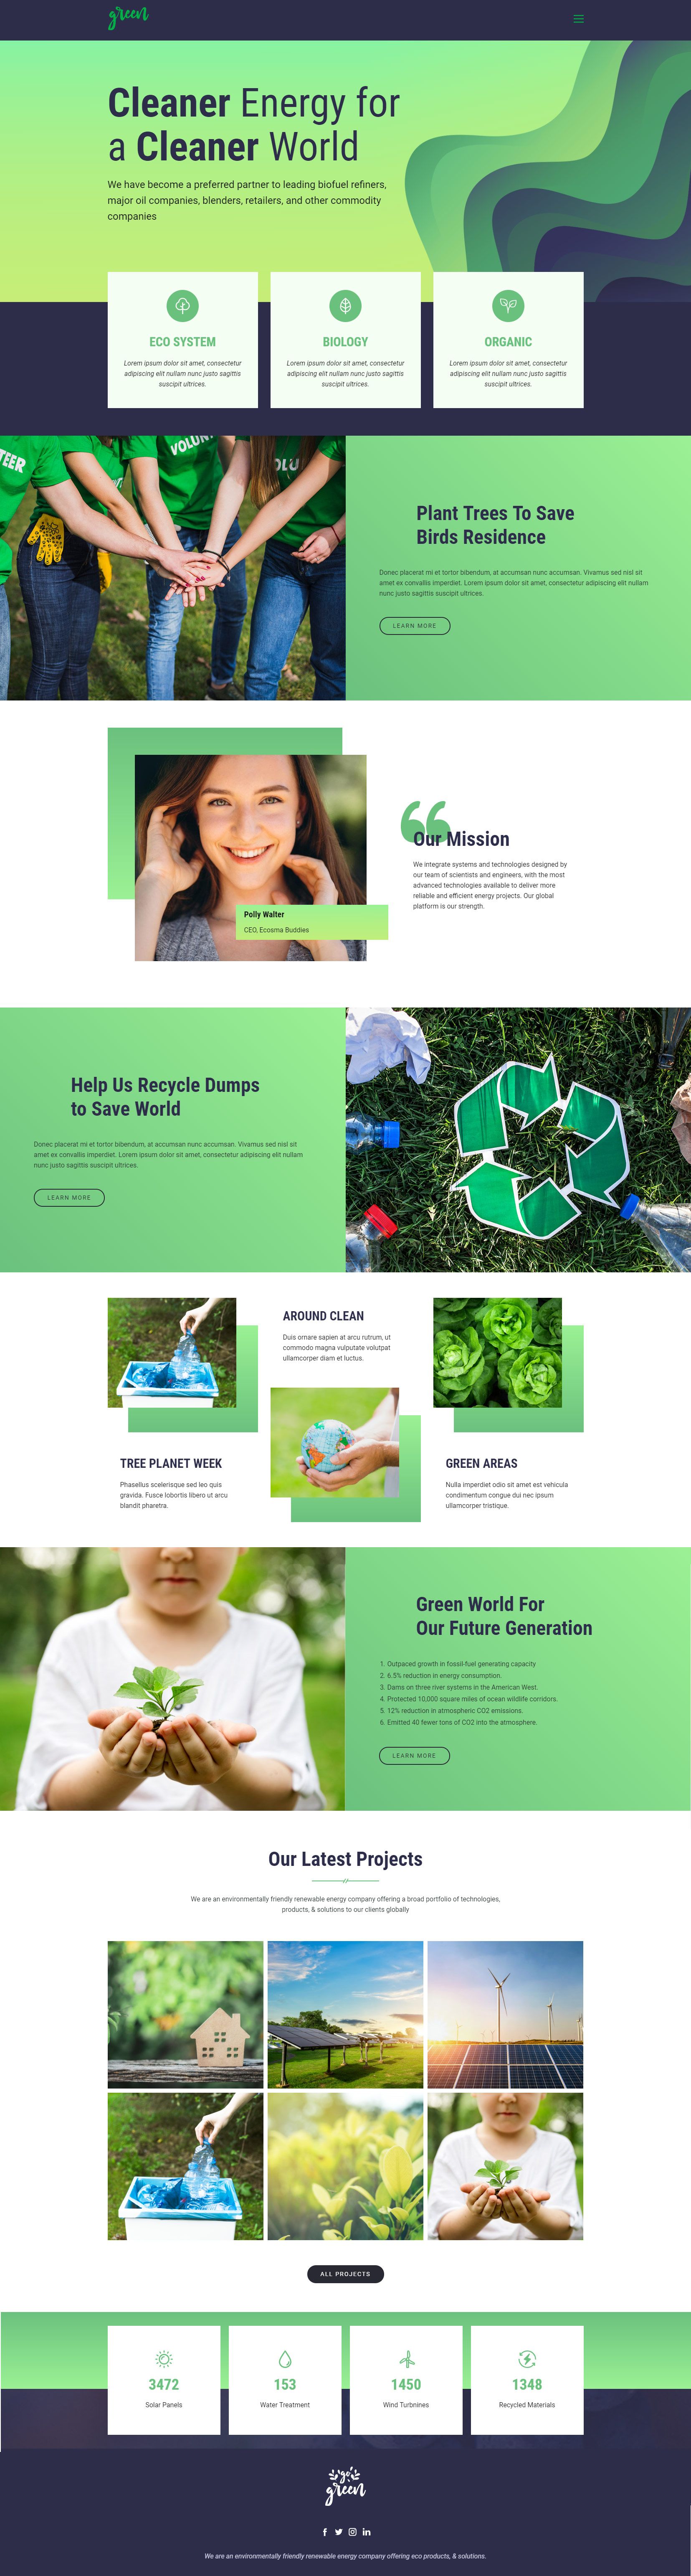 green
Cleaner Energy for
a Cleaner World
We have become a preferred partner to leading biofuel refiners,
major oil companies, blenders, retailers, and other commodity
companies
ECO SYSTEM
Lorem ipsum dolor sit amet, consectetur
adipiscing elit nullam nunc justo sagittis
suscipit ultrices.
BIOLOGY
Lorem ipsum dolor sit amet, consectetur
adipiscing elit nullam nunc justo sagittis
suscipit ultrices.
ORGANIC
Lorem ipsum dolor sit amet, consectetur
adipiscing elit nullam nunc justo sagittis
suscipit ultrices.
TEER
VOLUNT
OLU
Plant Trees To Save
Birds Residence
Donec placerat mi et tortor bibendum, at accumsan nunc accumsan. Vivamus sed nisl sit
amet ex convallis imperdiet. Lorem ipsum dolor sit amet, consectetur adipiscing elit nullam
nunc justo sagittis suscipit ultrices.
LEARN MORE
Polly Walter
CEO, Ecosma Buddies
“
Our Mission
We integrate systems and technologies designed by
our team of scientists and engineers, with the most
advanced technologies available to deliver more
reliable and efficient energy projects. Our global
platform is our strength.
Help Us Recycle Dumps
to Save World
Donec placerat mi et tortor bibendum, at accumsan nunc accumsan. Vivamus sed nisl sit
amet ex convallis imperdiet. Lorem ipsum dolor sit amet, consectetur adipiscing elit nullam
nunc justo sagittis suscipit ultrices.
LEARN MORE
TREE PLANET WEEK
Phasellus scelerisque sed leo quis
gravida. Fusce lobortis libero ut arcu
blandit pharetra.
AROUND CLEAN
Duis ornare sapien at arcu rutrum, ut
commodo magna vulputate volutpat
ullamcorper diam et luctus.
GREEN AREAS
Nulla imperdiet odio sit amet est vehicula
condimentum congue dui nec ipsum
ullamcorper tristique.
Green World For
Our Future Generation
1. Outpaced growth in fossil-fuel generating capacity
2. 6.5% reduction in energy consumption.
3. Dams on three river systems in the American West.
4. Protected 10,000 square miles of ocean wildlife corridors.
5. 12% reduction in atmospheric CO2 emissions.
6. Emitted 40 fewer tons of CO2 into the atmosphere.
LEARN MORE
Our Latest Projects
We are an environmentally friendly renewable energy company offering a broad portfolio of technologies,
products, & solutions to our clients globally
ALL PROJECTS
3472
Solar Panels
153
Water Treatment
1450
Wind Turbnines
1348
Recycled Materials
go
green
We are an environmentally friendly renewable energy company offering eco products, & solutions.